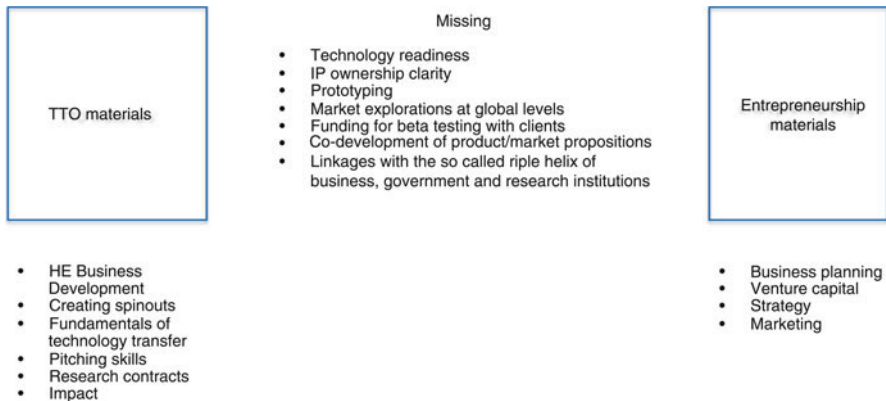 Missing
• Technology readiness
• IP ownership clarity
• Prototyping
• Market explorations at global levels
• Funding for beta testing with clients
• Co-development of product/market propositions
• Linkages with the so called riple helix of
business, government and research institutions
TTO materials
Entrepreneurship
materials
• HE Business
Development
• Creating spinouts
• Fundamentals of
technology transfer
• Pitching skills
• Research contracts
• Impact
• Business planning
• Venture capital
• Strategy
• Marketing